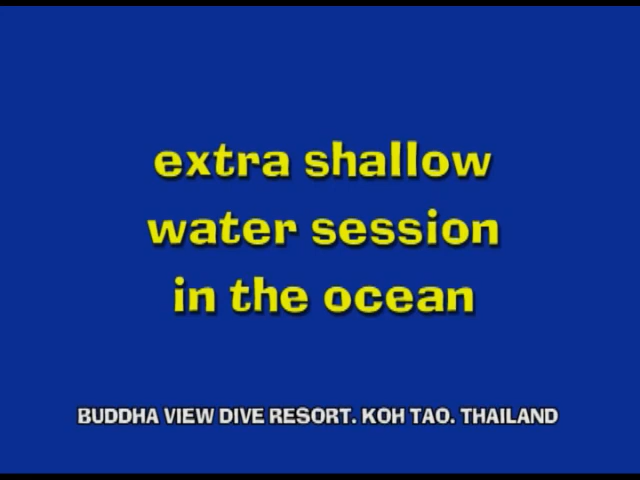 extra shallow
water session
in the ocean
BUDDHA VIEW DIVE RESORT. KOH TAO. THAILAND